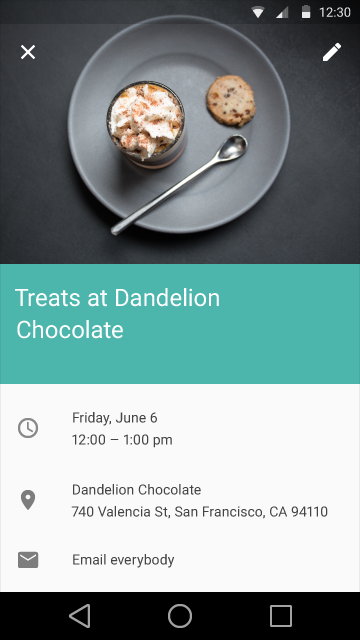 12:30
Treats at Dandelion
Chocolate
Friday, June 6
12:00 – 1:00 pm
Dandelion Chocolate
740 Valencia St, San Francisco, CA 94110
Email everybody